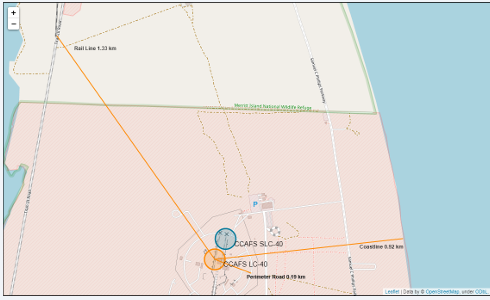 +
−
Rail Line 1.33 km
Merritt Island National Wildlife Refuge
P
CCAFS SLC-40
Coastline 0.92 km
CCAFS LC-40
Perimeter Road 0.19 km
Leaflet | Data by © OpenStreetMap, under ODbL.